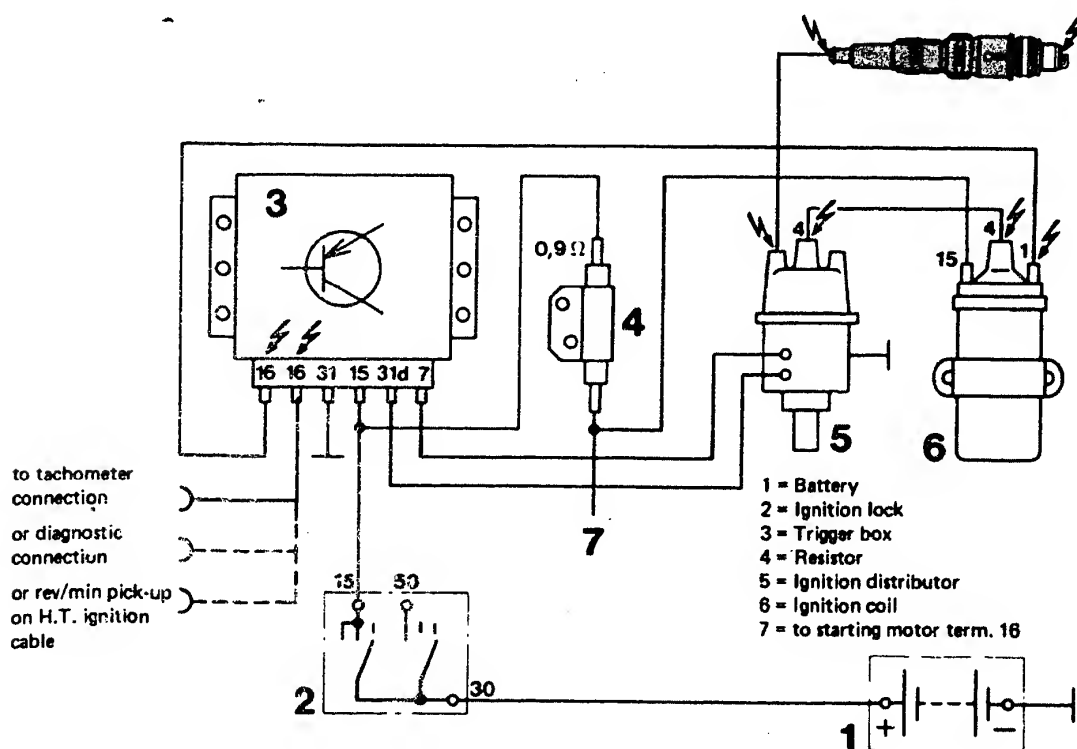 3
0,9 Ω
4
4
4
1
15
16 16 31 15 31d 7
5
6
to tachometer
connection
or diagnostic
connection
or rev/min pick-up
on H.T. ignition
cable
7
1 = Battery
2 = Ignition lock
3 = Trigger box
4 = Resistor
5 = Ignition distributor
6 = Ignition coil
7 = to starting motor term. 16
15 50
2
30
1
+ −